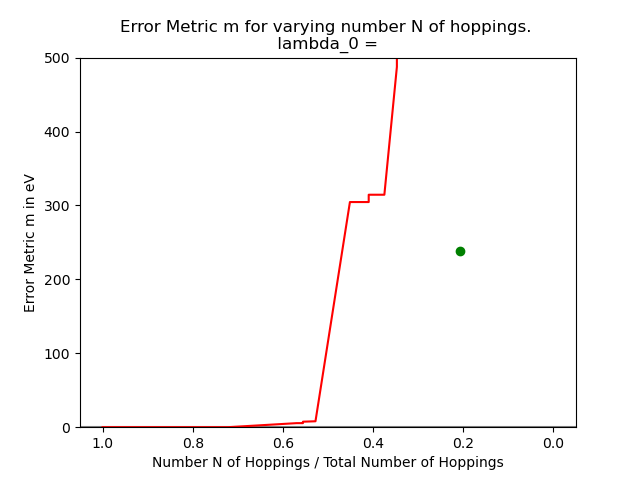 Error Metric m for varying number N of hoppings.
lambda_0 =
500
400
300
200
100
0
Error Metric m in eV
1.0 0.8 0.6 0.4 0.2 0.0
Number N of Hoppings / Total Number of Hoppings